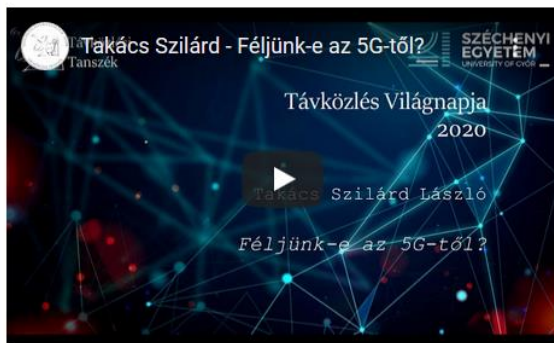 Takács Szilárd - Féljünk-e az 5G-től?
Tanszék
SZÉCHENYI
EGYETEM
UNIVERSITY OF GYŐR
Távközlés Világnapja
2020
Takács Szilárd László
Féljünk-e az 5G-től?